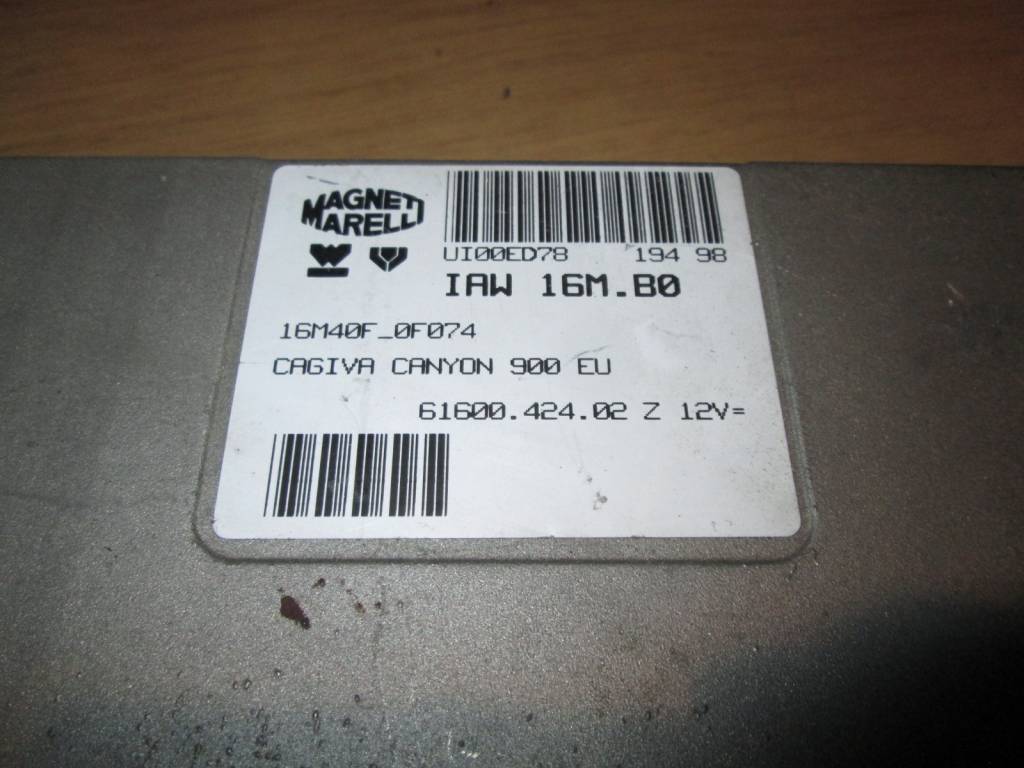 MAGNETI
MARELLI
UI00ED78 194 98
IAW 16M.B0
16M40F_0F074
CAGIVA CANYON 900 EU
61600.424.02 Z 12V=